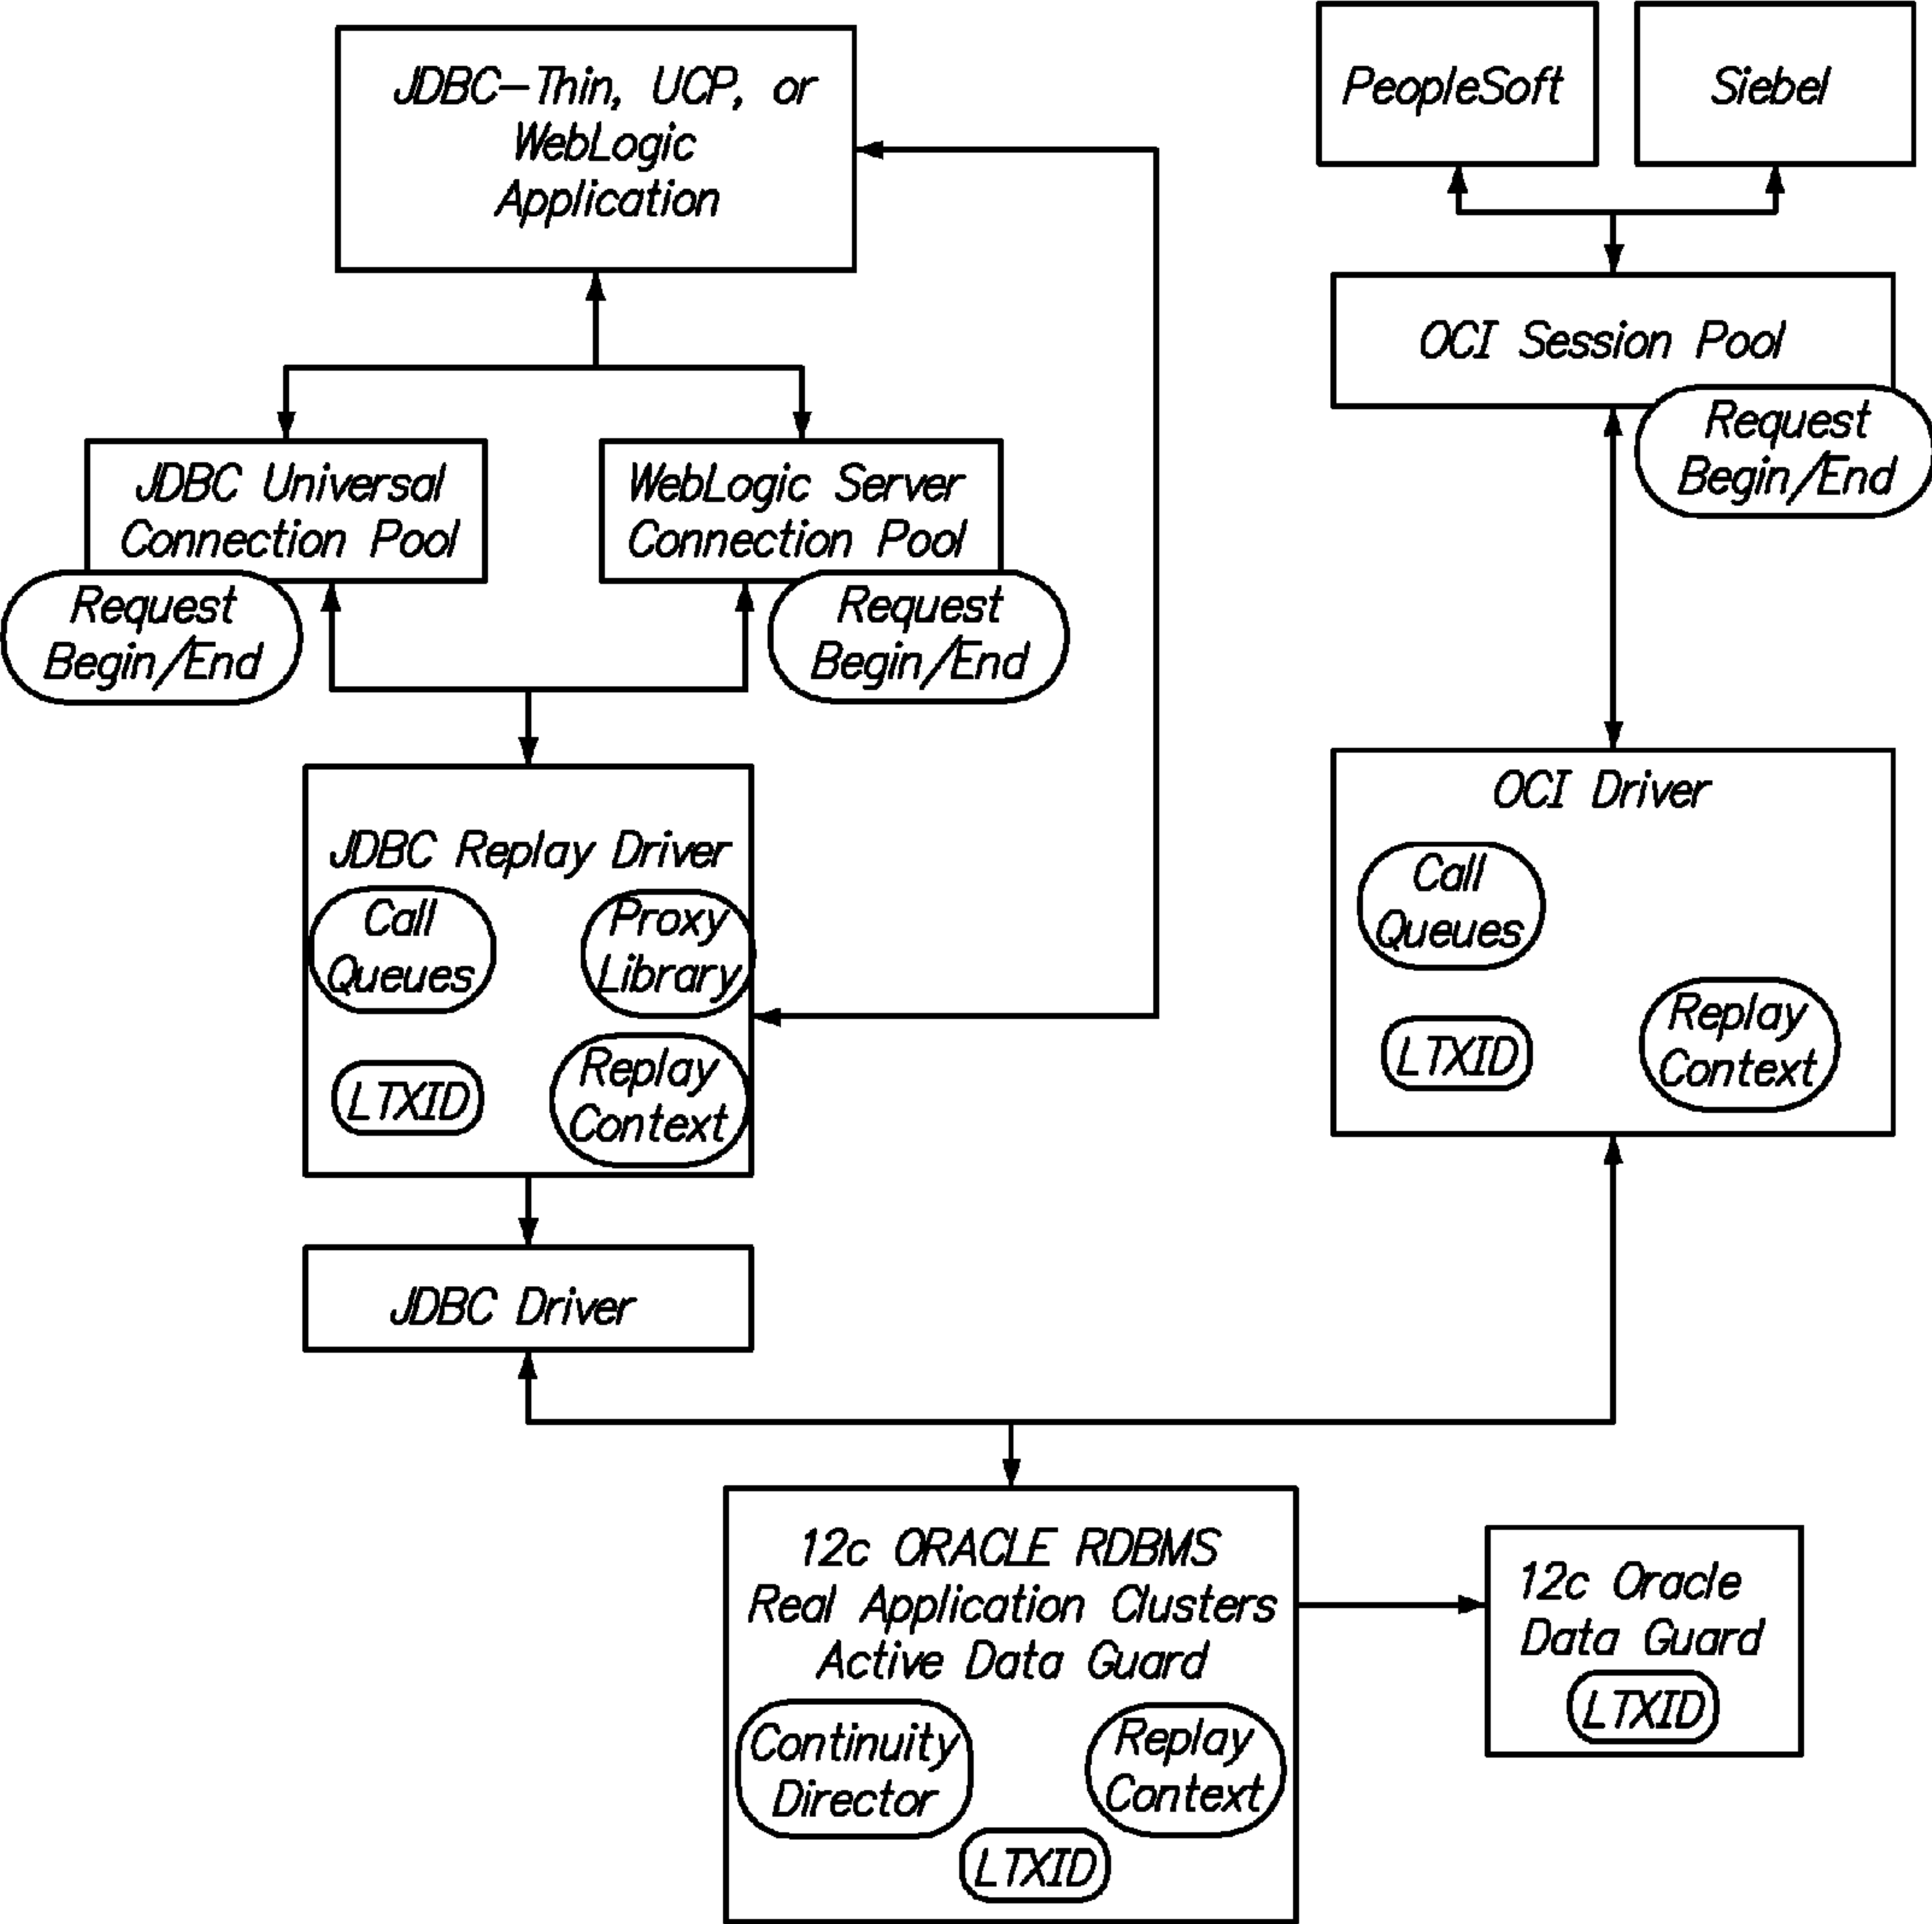 JDBC-Thin, UCP, or
WebLogic
Application
PeopleSoft
Siebel
OCI Session Pool
Request
Begin/End
JDBC Universal
Connection Pool
Request
Begin/End
WebLogic Server
Connection Pool
Request
Begin/End
JDBC Replay Driver
Call
Queues
Proxy
Library
LTXID
Replay
Context
OCI Driver
Call
Queues
LTXID
Replay
Context
JDBC Driver
12c ORACLE RDBMS
Real Application Clusters
Active Data Guard
Continuity
Director
Replay
Context
LTXID
12c Oracle
Data Guard
LTXID